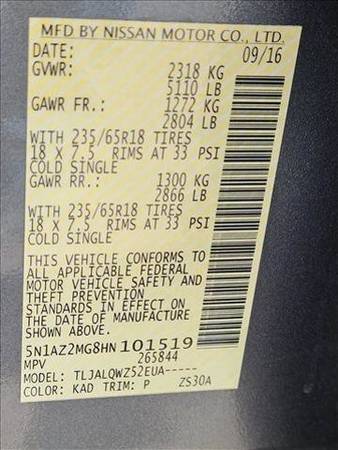 MFD BY NISSAN MOTOR CO., LTD.
DATE: 09/16
GVWR: 2318 KG
5110 LB
GAWR FR.: 1272 KG
2804 LB
WITH 235/65R18 TIRES
18 X 7.5 RIMS AT 33 PSI
COLD SINGLE
GAWR RR.: 1300 KG
2866 LB
WITH 235/65R18 TIRES
18 X 7.5 RIMS AT 33 PSI
COLD SINGLE
THIS VEHICLE CONFORMS TO
ALL APPLICABLE FEDERAL
MOTOR VEHICLE SAFETY AND
THEFT PREVENTION
STANDARDS IN EFFECT ON
THE DATE OF MANUFACTURE
SHOWN ABOVE.
5N1AZ2MG8HN101519
MPV 265844
MODEL: TLJALQWZ52EUA-----
COLOR: KAD TRIM: P ZS30A